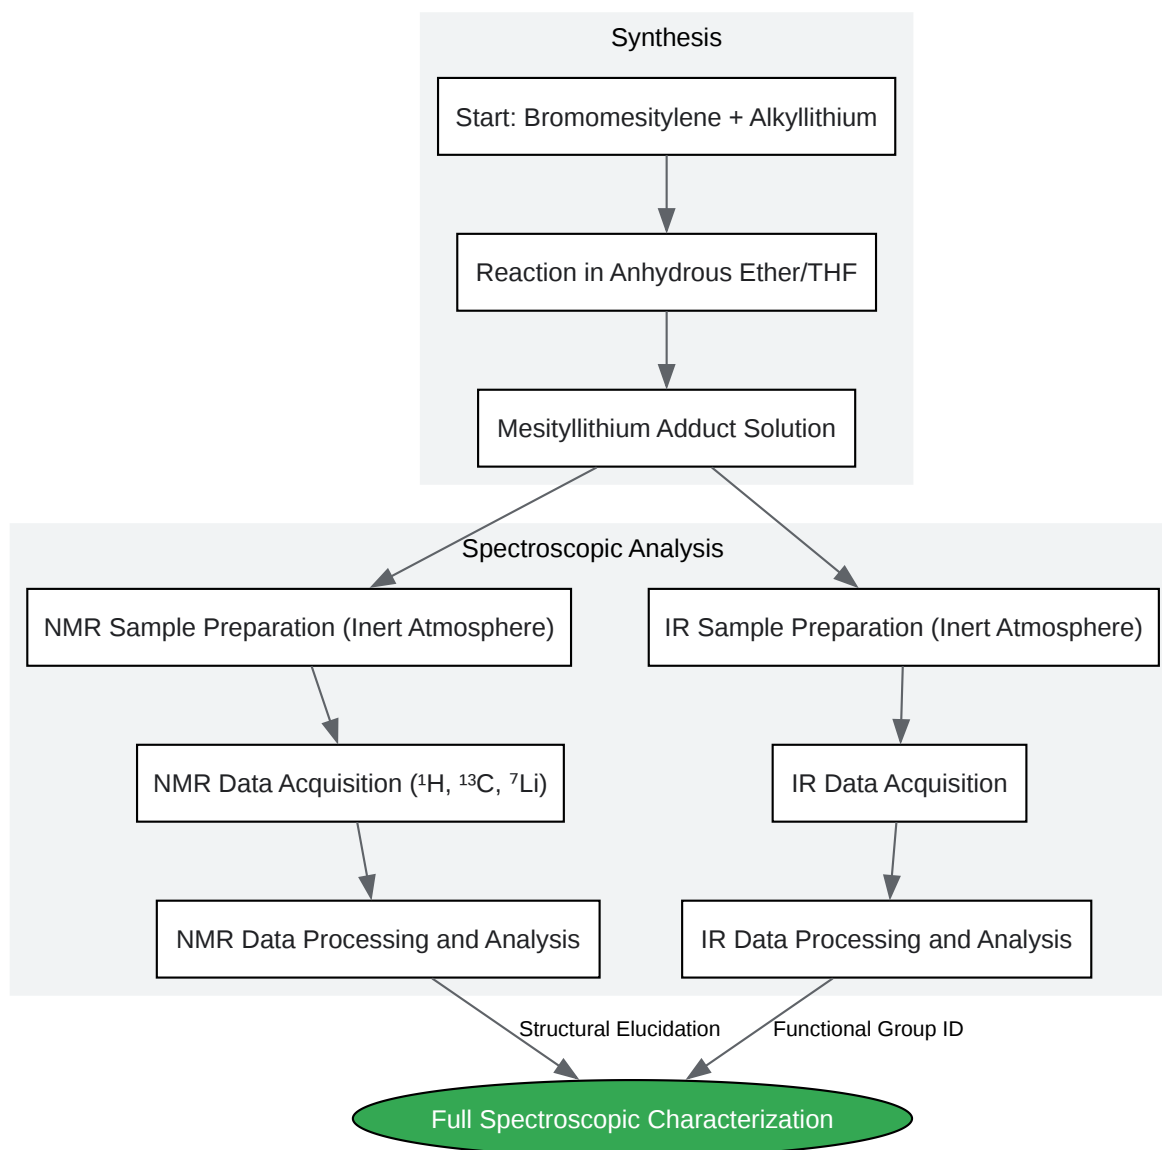 Synthesis
Start: Bromomesitylene + Alkyllithium
Reaction in Anhydrous Ether/THF
Mesityllithium Adduct Solution
Spectroscopic Analysis
NMR Sample Preparation (Inert Atmosphere)
IR Sample Preparation (Inert Atmosphere)
NMR Data Acquisition (¹H, ¹³C, ⁷Li)
IR Data Acquisition
NMR Data Processing and Analysis
IR Data Processing and Analysis
Structural Elucidation
Functional Group ID
Full Spectroscopic Characterization